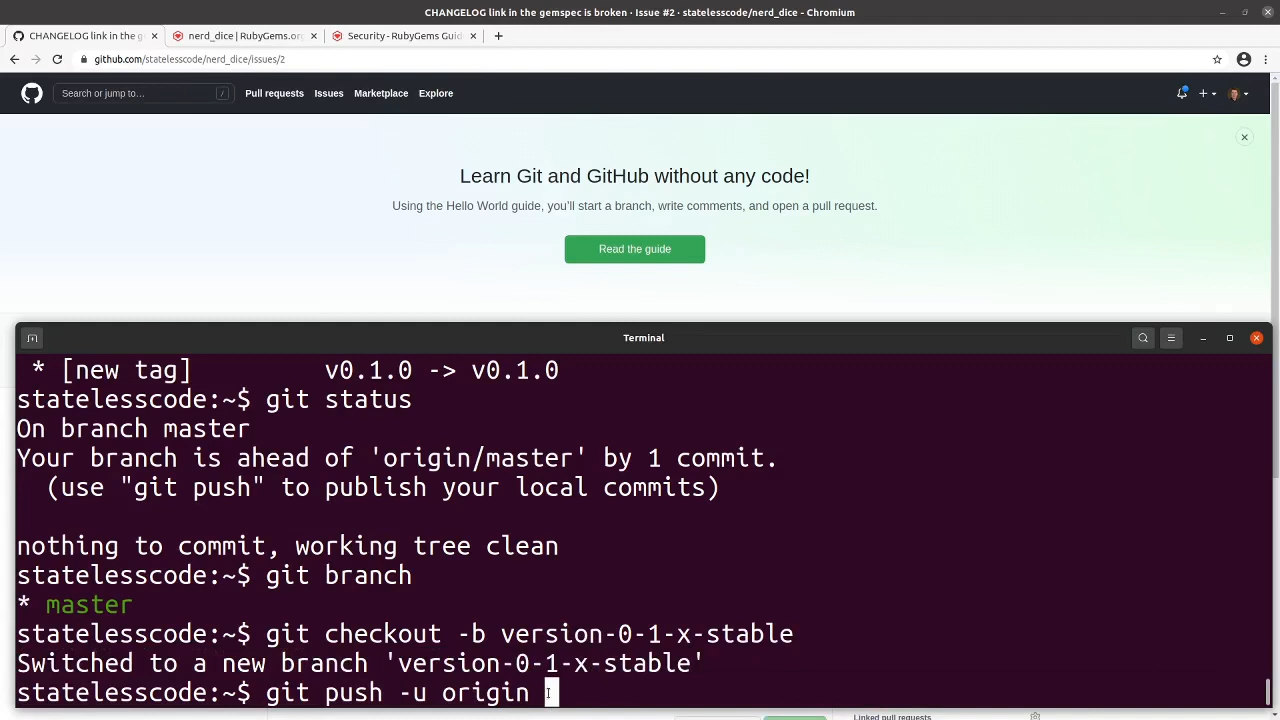 CHANGELOG link in the gemspec is broken · Issue #2 · statelesscode/nerd_dice - Chromium
CHANGELOG link in the ge
nerd_dice | RubyGems.or
Security - RubyGems Guid
github.com/statelesscode/nerd_dice/issues/2
Search or jump to…
/
Pull requests
Issues
Marketplace
Explore
Learn Git and GitHub without any code!
Using the Hello World guide, you'll start a branch, write comments, and open a pull request.
Read the guide
Terminal
* [new tag] v0.1.0 -> v0.1.0
statelesscode:~$ git status
On branch master
Your branch is ahead of 'origin/master' by 1 commit.
(use "git push" to publish your local commits)
nothing to commit, working tree clean
statelesscode:~$ git branch
* master
statelesscode:~$ git checkout -b version-0-1-x-stable
Switched to a new branch 'version-0-1-x-stable'
statelesscode:~$ git push -u origin
Linked pull requests